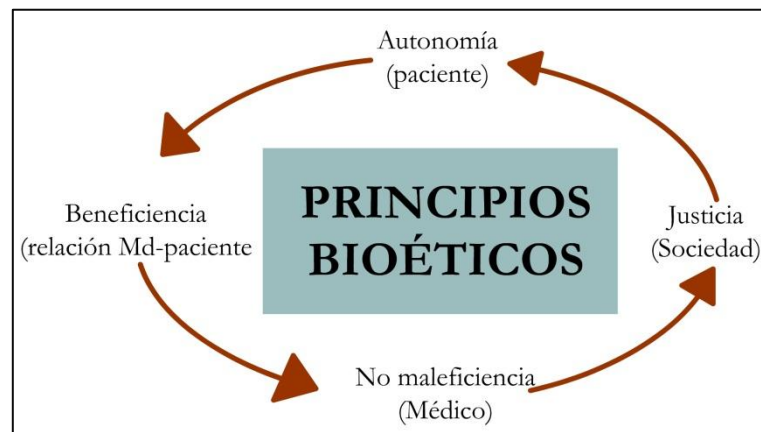 Autonomía
(paciente)
PRINCIPIOS
BIOÉTICOS
Beneficiencia
(relación Md-paciente
Justicia
(Sociedad)
No maleficiencia
(Médico)